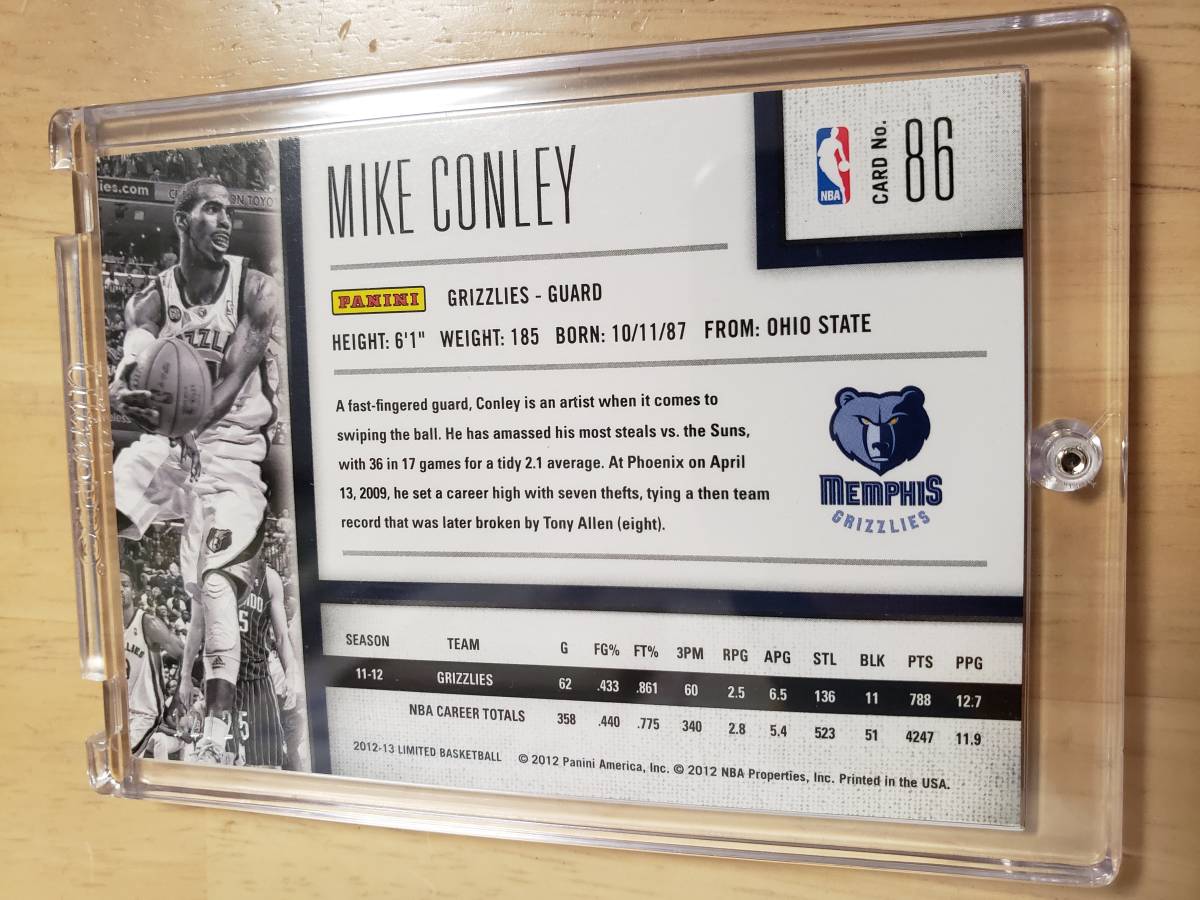 MIKE CONLEY
NBA
CARD No.
86
PANINI
GRIZZLIES - GUARD
HEIGHT: 6'1" WEIGHT: 185 BORN: 10/11/87 FROM: OHIO STATE
A fast-fingered guard, Conley is an artist when it comes to
swiping the ball. He has amassed his most steals vs. the Suns,
with 36 in 17 games for a tidy 2.1 average. At Phoenix on April
13, 2009, he set a career high with seven thefts, tying a then team
record that was later broken by Tony Allen (eight).
MEMPHIS
GRIZZLIES
SEASON TEAM G FG% FT% 3PM RPG APG STL BLK PTS PPG
11-12 GRIZZLIES 62 .433 .861 60 2.5 6.5 136 11 788 12.7
NBA CAREER TOTALS 358 .440 .775 340 2.8 5.4 523 51 4247 11.9
2012-13 LIMITED BASKETBALL © 2012 Panini America, Inc. © 2012 NBA Properties, Inc. Printed in the USA.
ies.com
ON TOYO